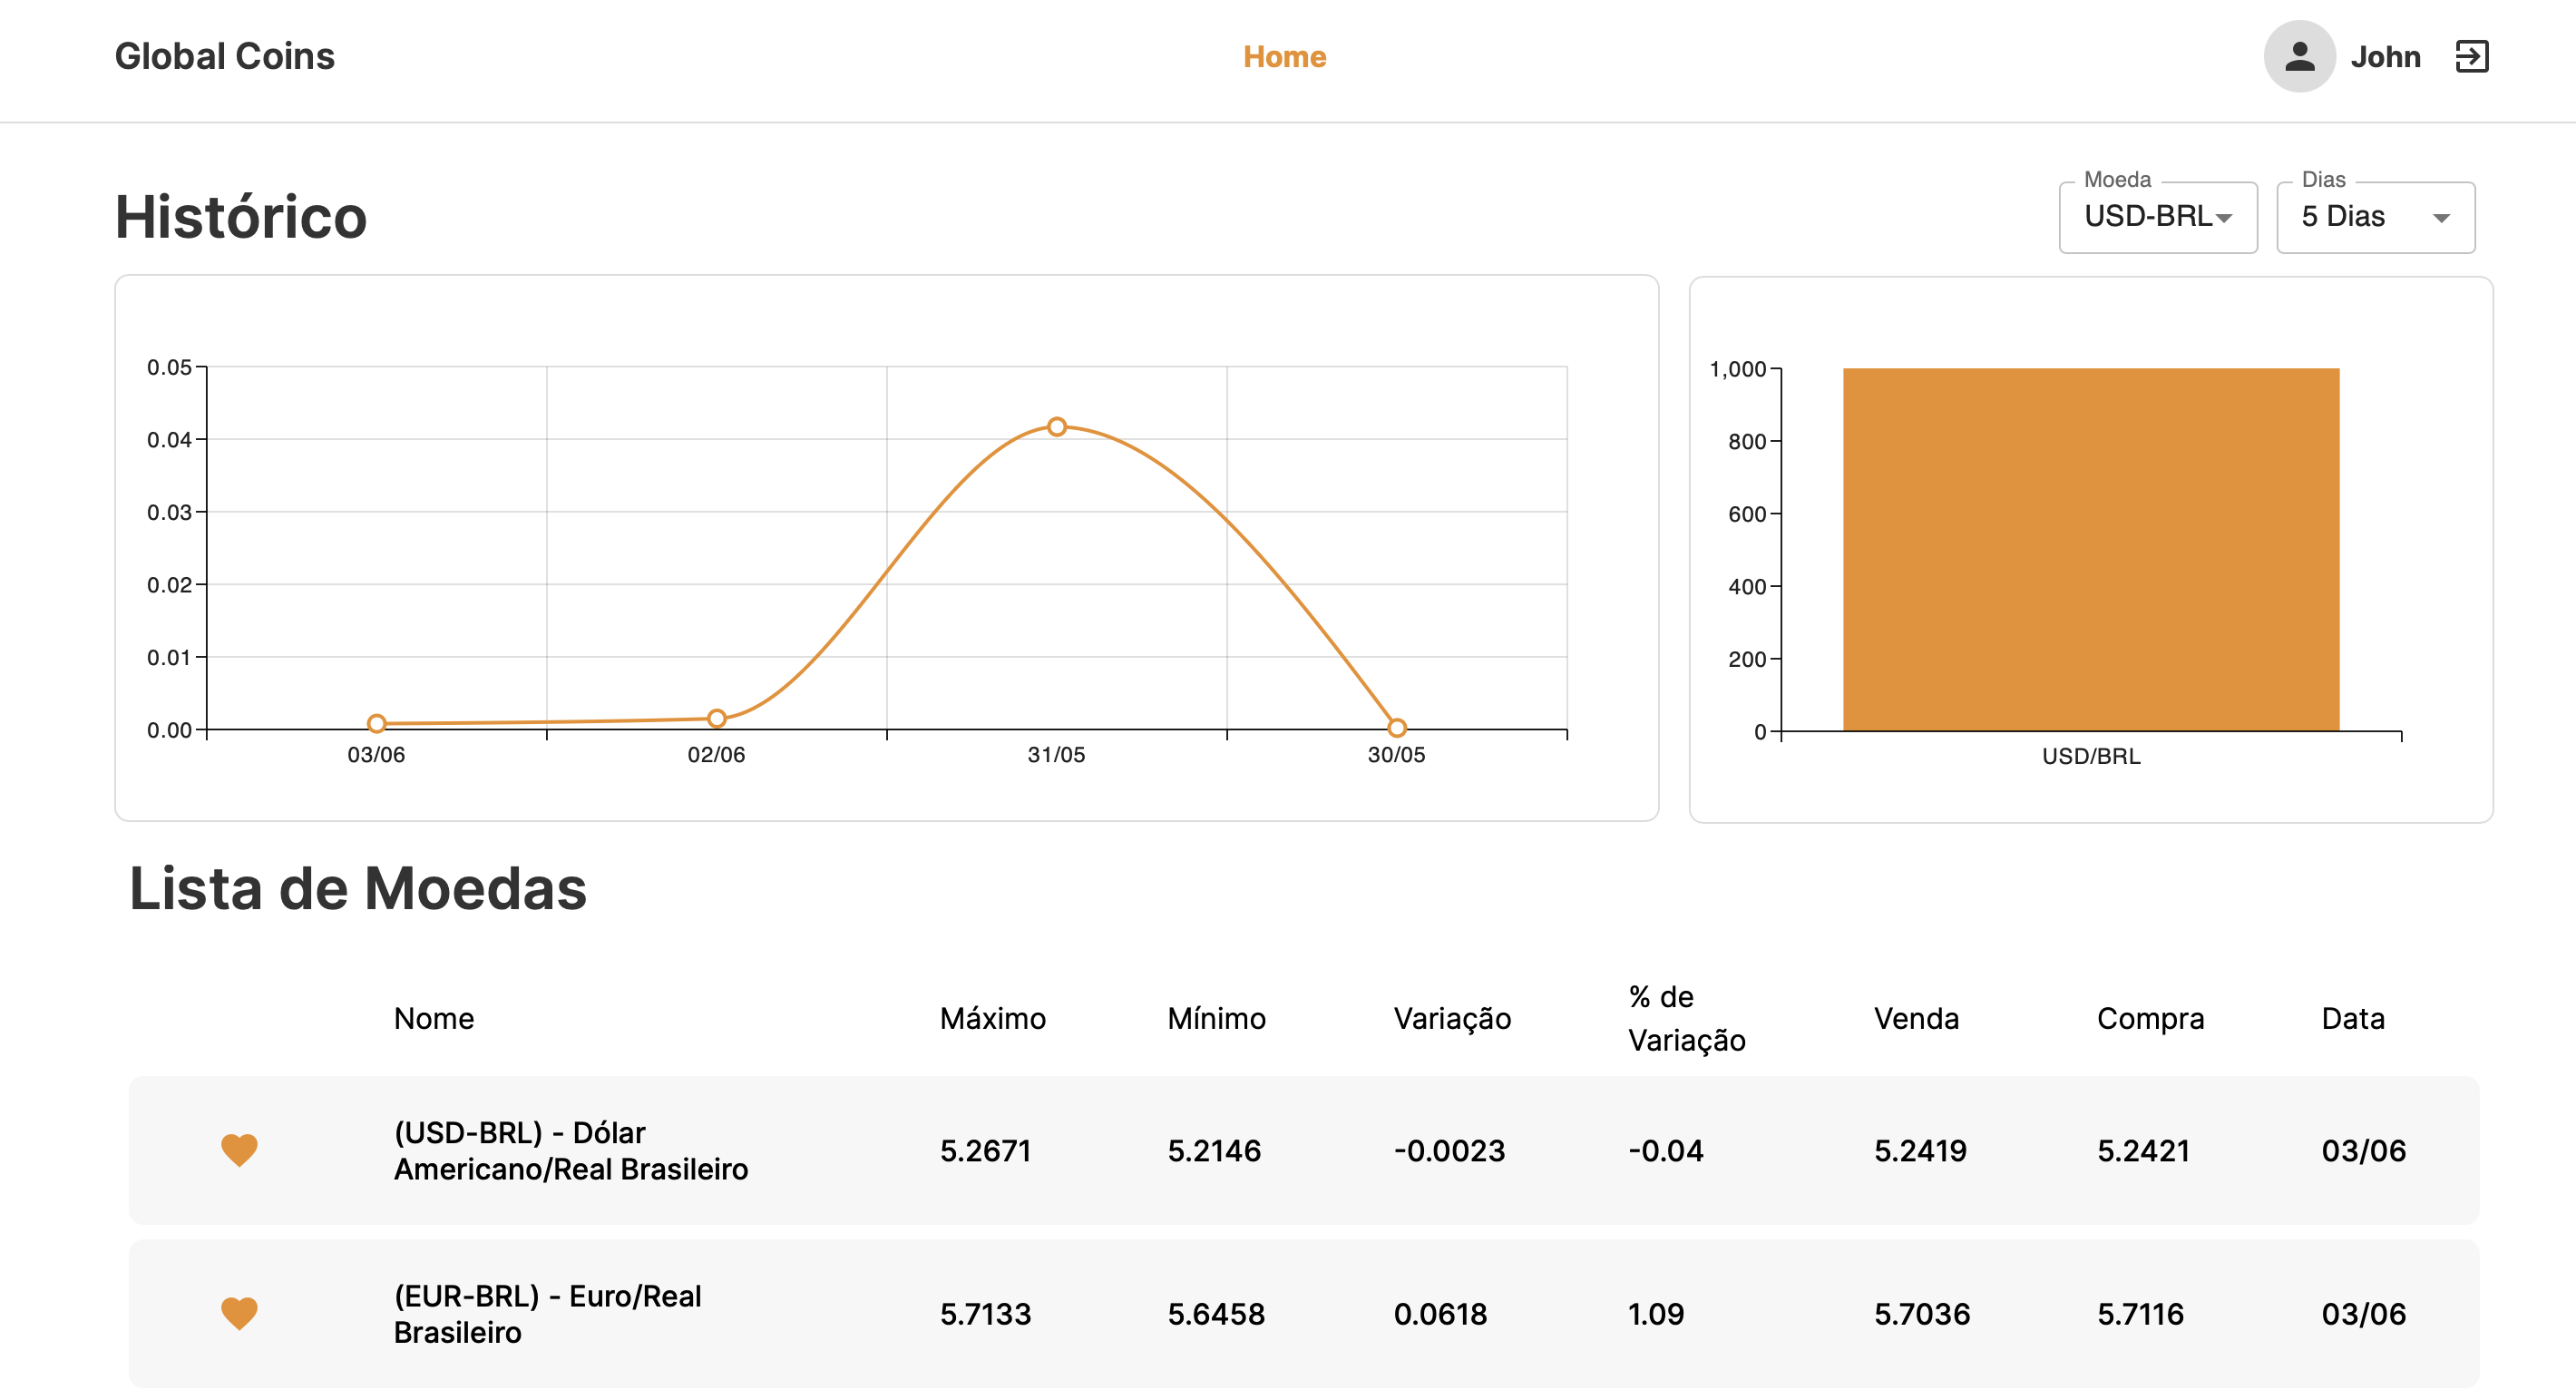 Global Coins
Home
John
Histórico
Moeda
USD-BRL
Dias
5 Dias
0.05
0.04
0.03
0.02
0.01
0.00
03/06 02/06 31/05 30/05
1,000
800
600
400
200
0
USD/BRL
Lista de Moedas
Nome Máximo Mínimo Variação % de Variação Venda Compra Data
(USD-BRL) - Dólar
Americano/Real Brasileiro
5.2671 5.2146 -0.0023 -0.04 5.2419 5.2421 03/06
(EUR-BRL) - Euro/Real
Brasileiro
5.7133 5.6458 0.0618 1.09 5.7036 5.7116 03/06